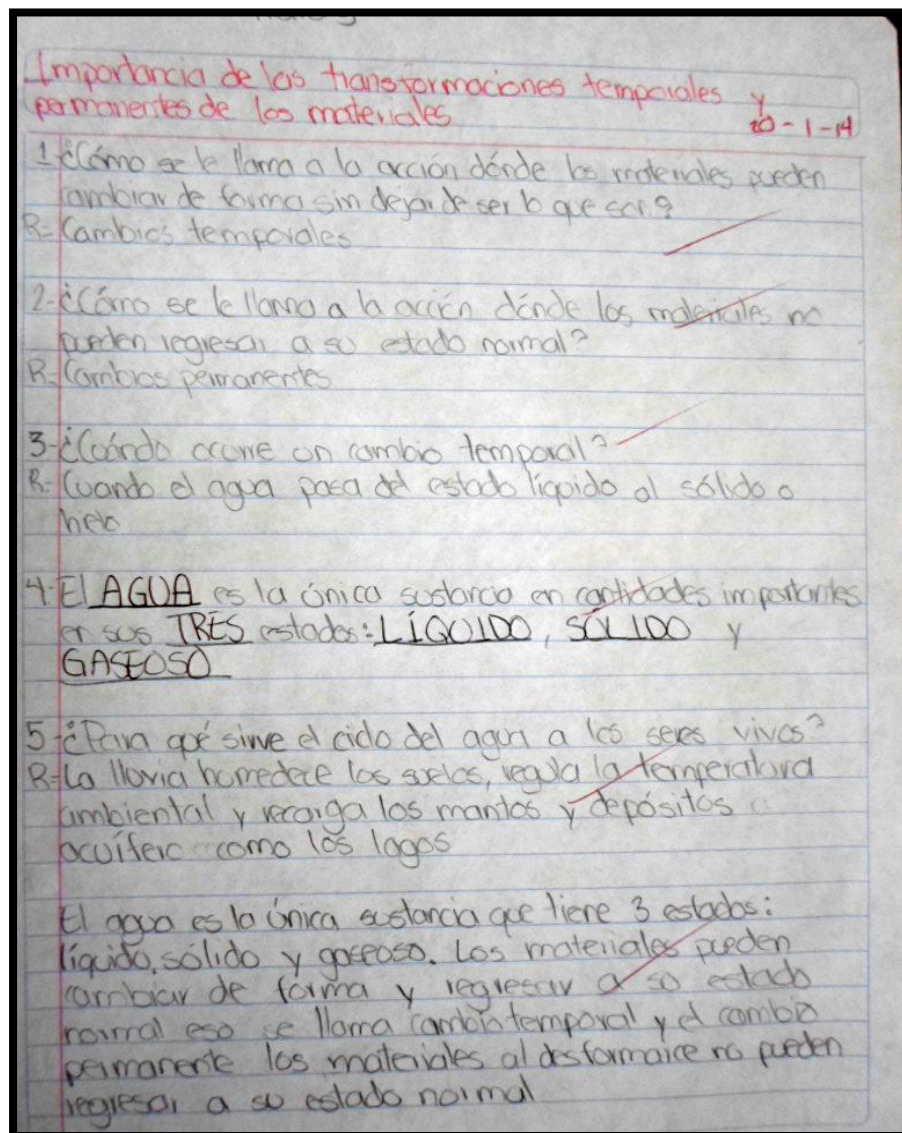 Importancia de las transformaciones temporales y
permanentes de los materiales
20-1-14
1-¿Cómo se le llama a la acción dónde los materiales pueden
cambiar de forma sin dejar de ser lo que son?
R= Cambios temporales
2-¿Cómo se le llama a la acción dónde los materiales no
pueden regresar a su estado normal?
R= Cambios permanentes
3-¿Cuándo ocurre un cambio temporal?
R= Cuando el agua pasa del estado líquido al sólido o
hielo
4-El AGUA es la única sustancia en cantidades importantes
en sus TRES estados: LÍQUIDO, SÓLIDO y
GASEOSO
5-¿Para qué sirve el ciclo del agua a los seres vivos?
R=La lluvia humedece los suelos, regula la temperatura
ambiental y recarga los mantos y depósitos
acuífero como los lagos
El agua es la única sustancia que tiene 3 estados:
líquido, sólido y gaseoso. Los materiales pueden
cambiar de forma y regresar a su estado
normal eso se llama cambio temporal y el cambio
permanente los materiales al desformarce no pueden
regresar a su estado normal